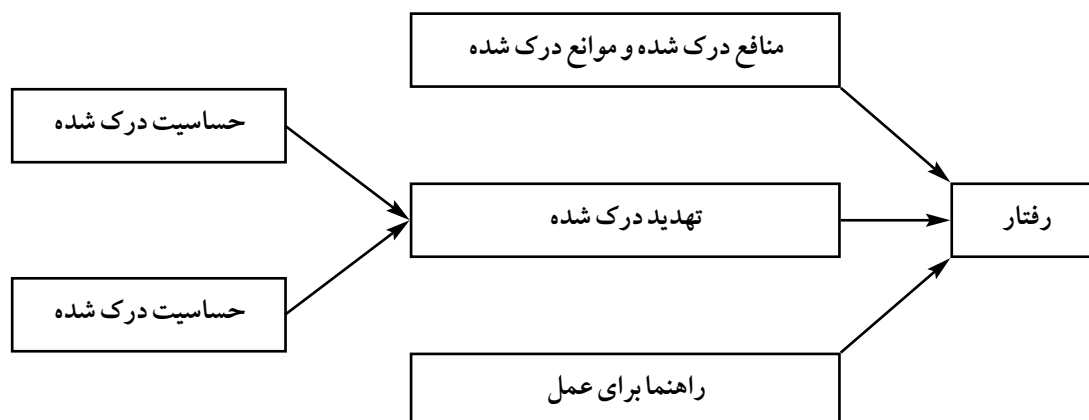 منافع درک شده و موانع درک شده
حساسیت درک شده
تهدید درک شده
رفتار
حساسیت درک شده
راهنما برای عمل